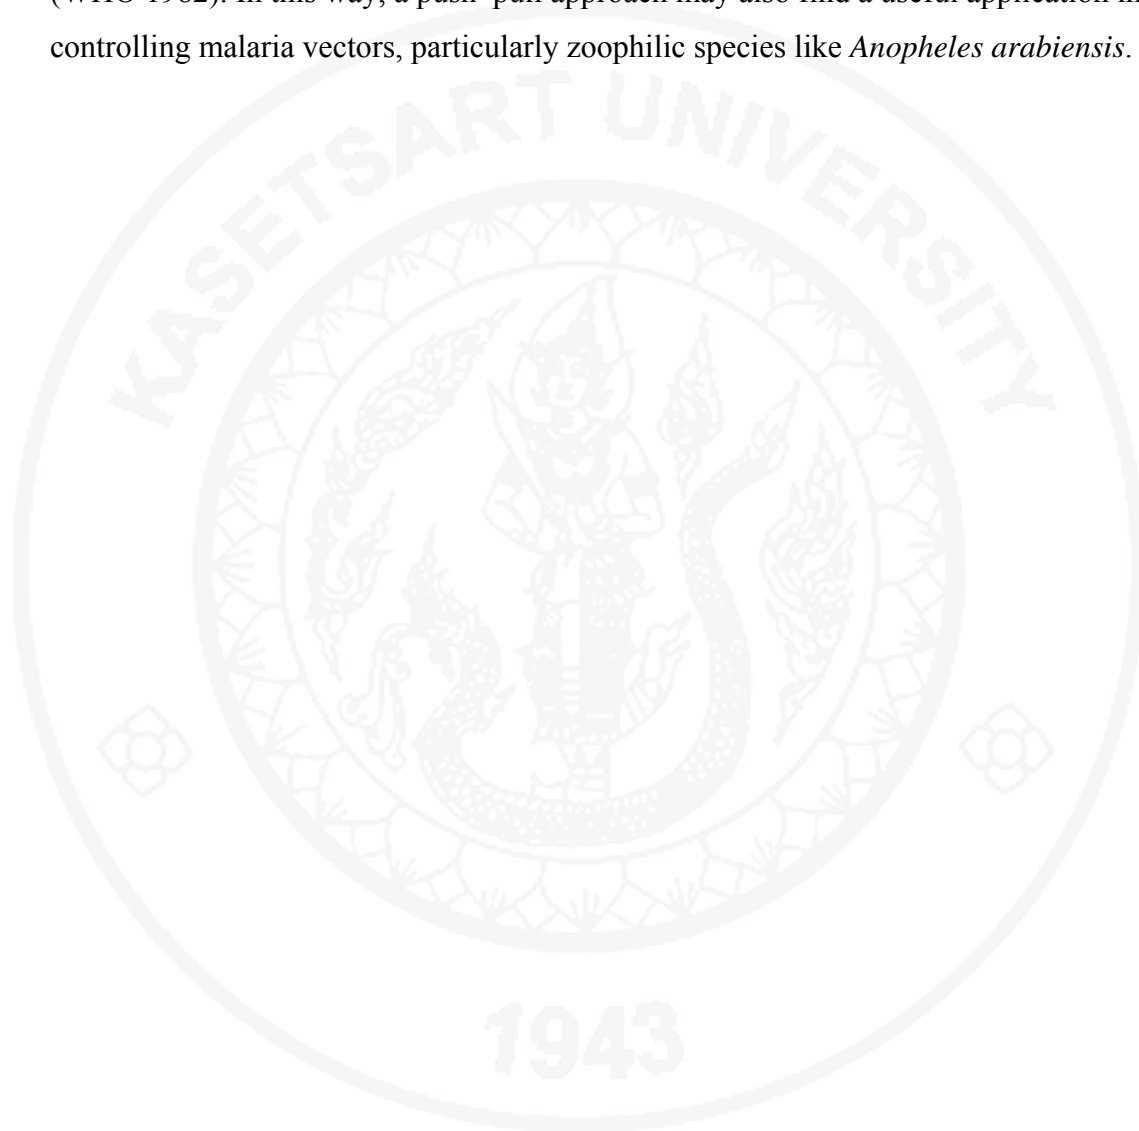 (WHO 1982). In this way, a push–pull approach may also find a useful application in
controlling malaria vectors, particularly zoophilic species like Anopheles arabiensis.
KASETSART UNIVERSITY
1943